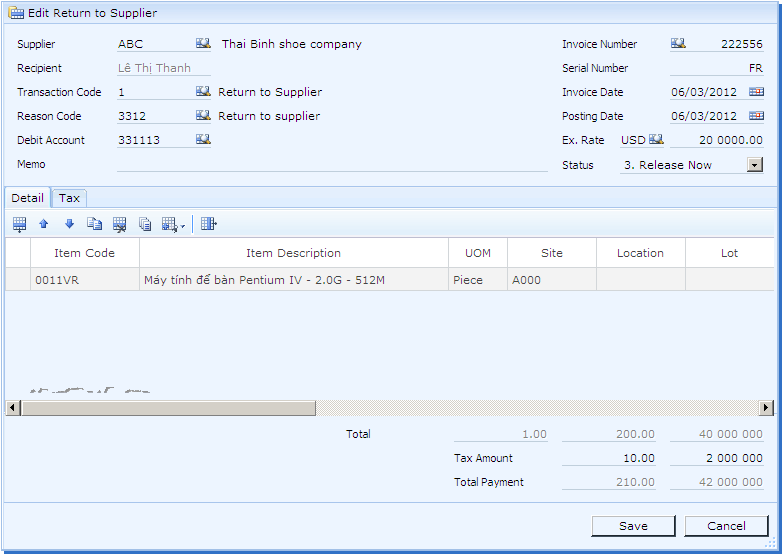 Edit Return to Supplier
Supplier ABC Thai Binh shoe company Invoice Number 222556
Recipient Lê Thị Thanh Serial Number FR
Transaction Code 1 Return to Supplier Invoice Date 06/03/2012
Reason Code 3312 Return to supplier Posting Date 06/03/2012
Debit Account 331113 Ex. Rate USD 20 0000.00
Memo Status 3. Release Now
Detail Tax
Item Code Item Description UOM Site Location Lot
0011VR Máy tính để bàn Pentium IV - 2.0G - 512M Piece A000
Total 1.00 200.00 40 000 000
Tax Amount 10.00 2 000 000
Total Payment 210.00 42 000 000
Save Cancel